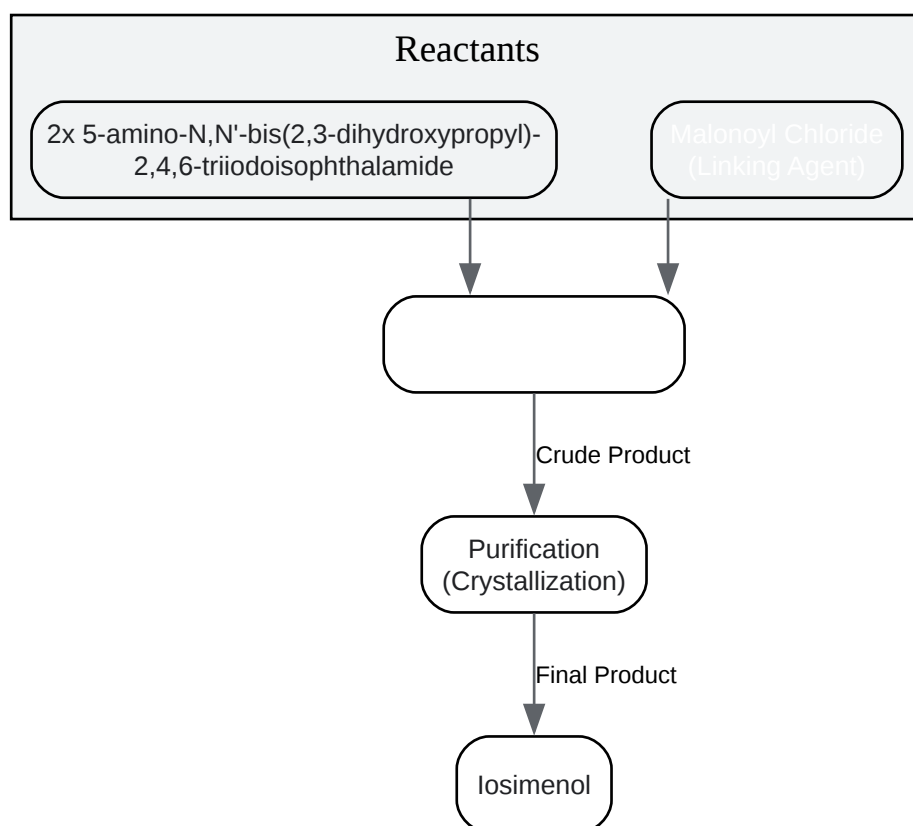 Reactants
2x 5-amino-N,N'-bis(2,3-dihydroxypropyl)-
2,4,6-triiodoisophthalamide
Malonoyl Chloride
(Linking Agent)
Crude Product
Purification
(Crystallization)
Final Product
Iosimenol